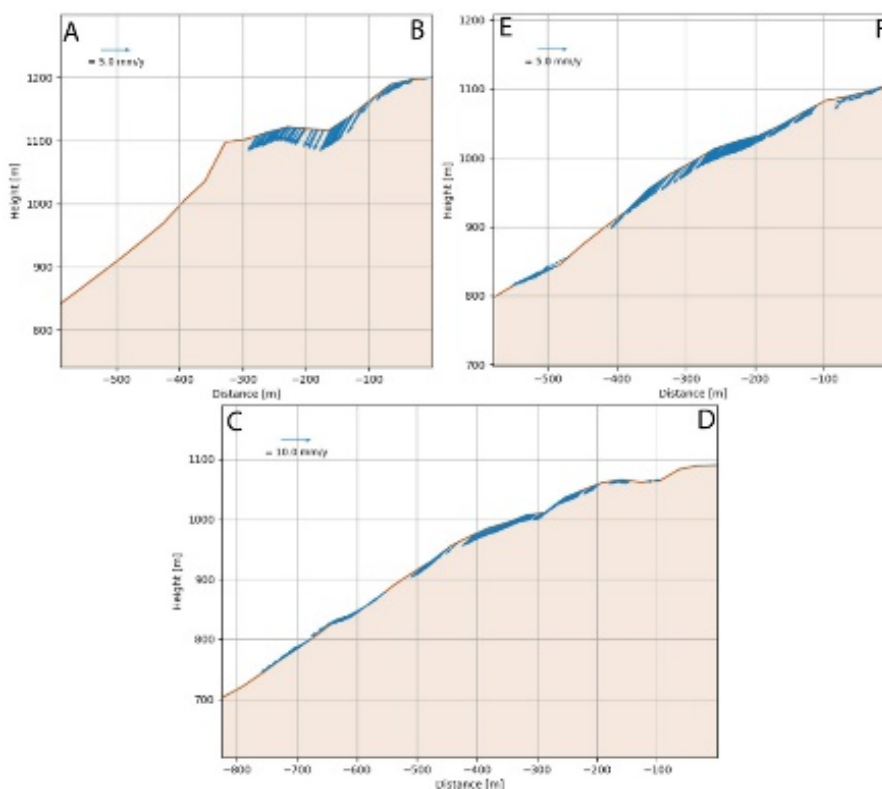 A
B
= 5.0 mm/y
1200
1100
1000
900
800
Height [m]
−500
−400
−300
−200
−100
Distance [m]
E
F
= 5.0 mm/y
1200
1100
1000
900
800
700
Height [m]
−500
−400
−300
−200
−100
Distance [m]
C
D
= 10.0 mm/y
1100
1000
900
800
700
Height [m]
−800
−700
−600
−500
−400
−300
−200
−100
Distance [m]